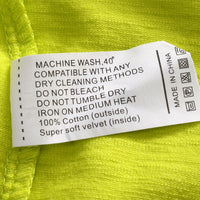 MACHINE WASH,40°
COMPATIBLE WITH ANY
DRY CLEANING METHODS
DO NOT BLEACH
DO NOT TUMBLE DRY
IRON ON MEDIUM HEAT
100% Cotton (outside)
Super soft velvet (inside)
MADE IN CHINA